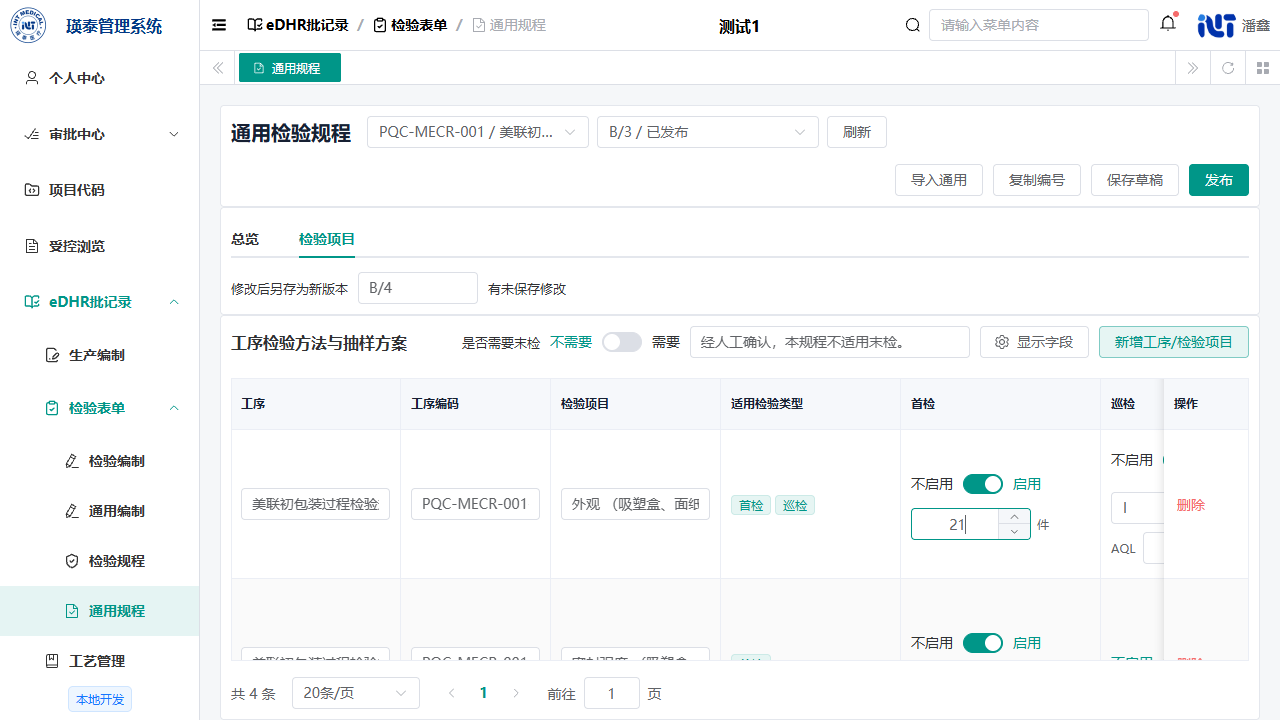 瑛泰管理系统
eDHR批记录 / 检验表单 / 通用规程
测试1
请输入菜单内容
潘鑫
个人中心
审批中心
项目代码
受控浏览
eDHR批记录
生产编制
检验表单
检验编制
通用编制
检验规程
通用规程
工艺管理
本地开发
通用规程
通用检验规程
PQC-MECR-001 / 美联初...
B/3 / 已发布
刷新
导入通用
复制编号
保存草稿
发布
总览
检验项目
修改后另存为新版本
B/4
有未保存修改
工序检验方法与抽样方案
是否需要末检 不需要 需要
经人工确认，本规程不适用末检。
显示字段
新增工序/检验项目
工序 工序编码 检验项目 适用检验类型 首检 巡检 操作
美联初包装过程检验
PQC-MECR-001
外观 （吸塑盒、面纸
首检 巡检
不启用 启用
21 件
不启用
I
AQL
删除
美联初包装过程检验
PQC-MECR-001
不启用 启用
共 4 条
20条/页
1
前往 1 页